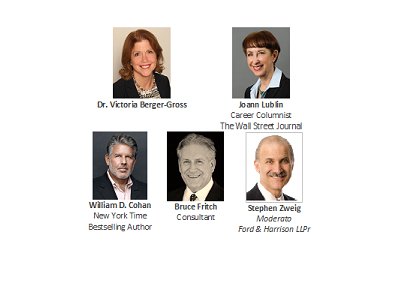 Dr. Victoria Berger-Gross
Joann Lublin
Career Columnist
The Wall Street Journal
William D. Cohan
New York Time
Bestselling Author
Bruce Fritch
Consultant
Stephen Zweig
Moderato
Ford & Harrison LLPr